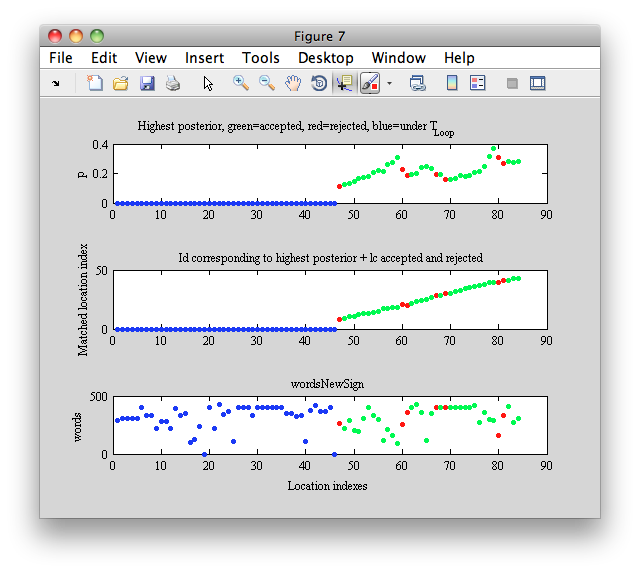 Figure 7
File Edit View Insert Tools Desktop Window Help
Highest posterior, green=accepted, red=rejected, blue=under T_Loop
p
0.4
0.2
0
0 10 20 30 40 50 60 70 80 90
Id corresponding to highest posterior + lc accepted and rejected
Matched location index
50
0
0 10 20 30 40 50 60 70 80 90
wordsNewSign
words
500
0
0 10 20 30 40 50 60 70 80 90
Location indexes